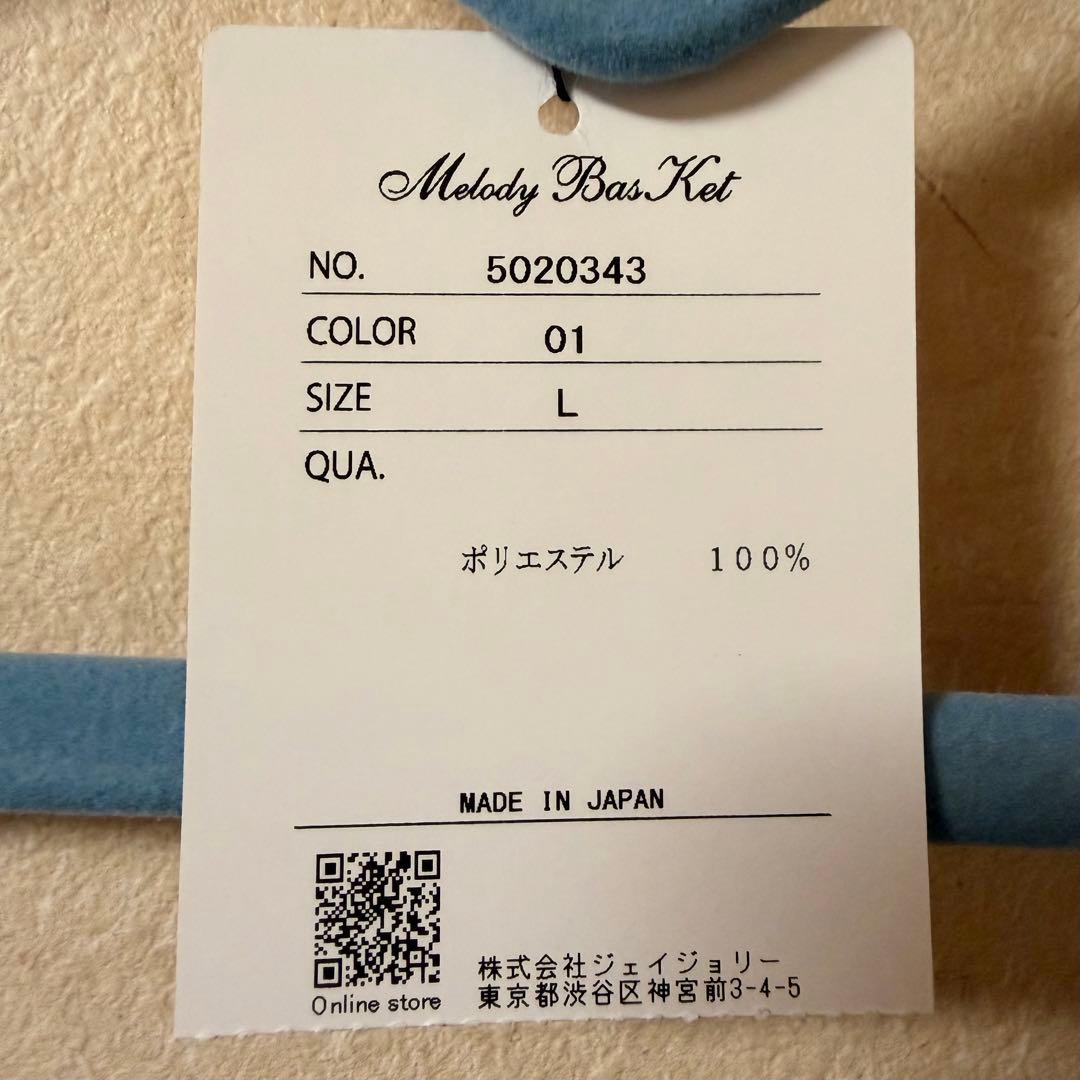 Melody BasKet
NO. 5020343
COLOR 01
SIZE L
QUA.
ポリエステル 100%
MADE IN JAPAN
Online store
株式会社ジェイジョリー
東京都渋谷区神宮前3-4-5